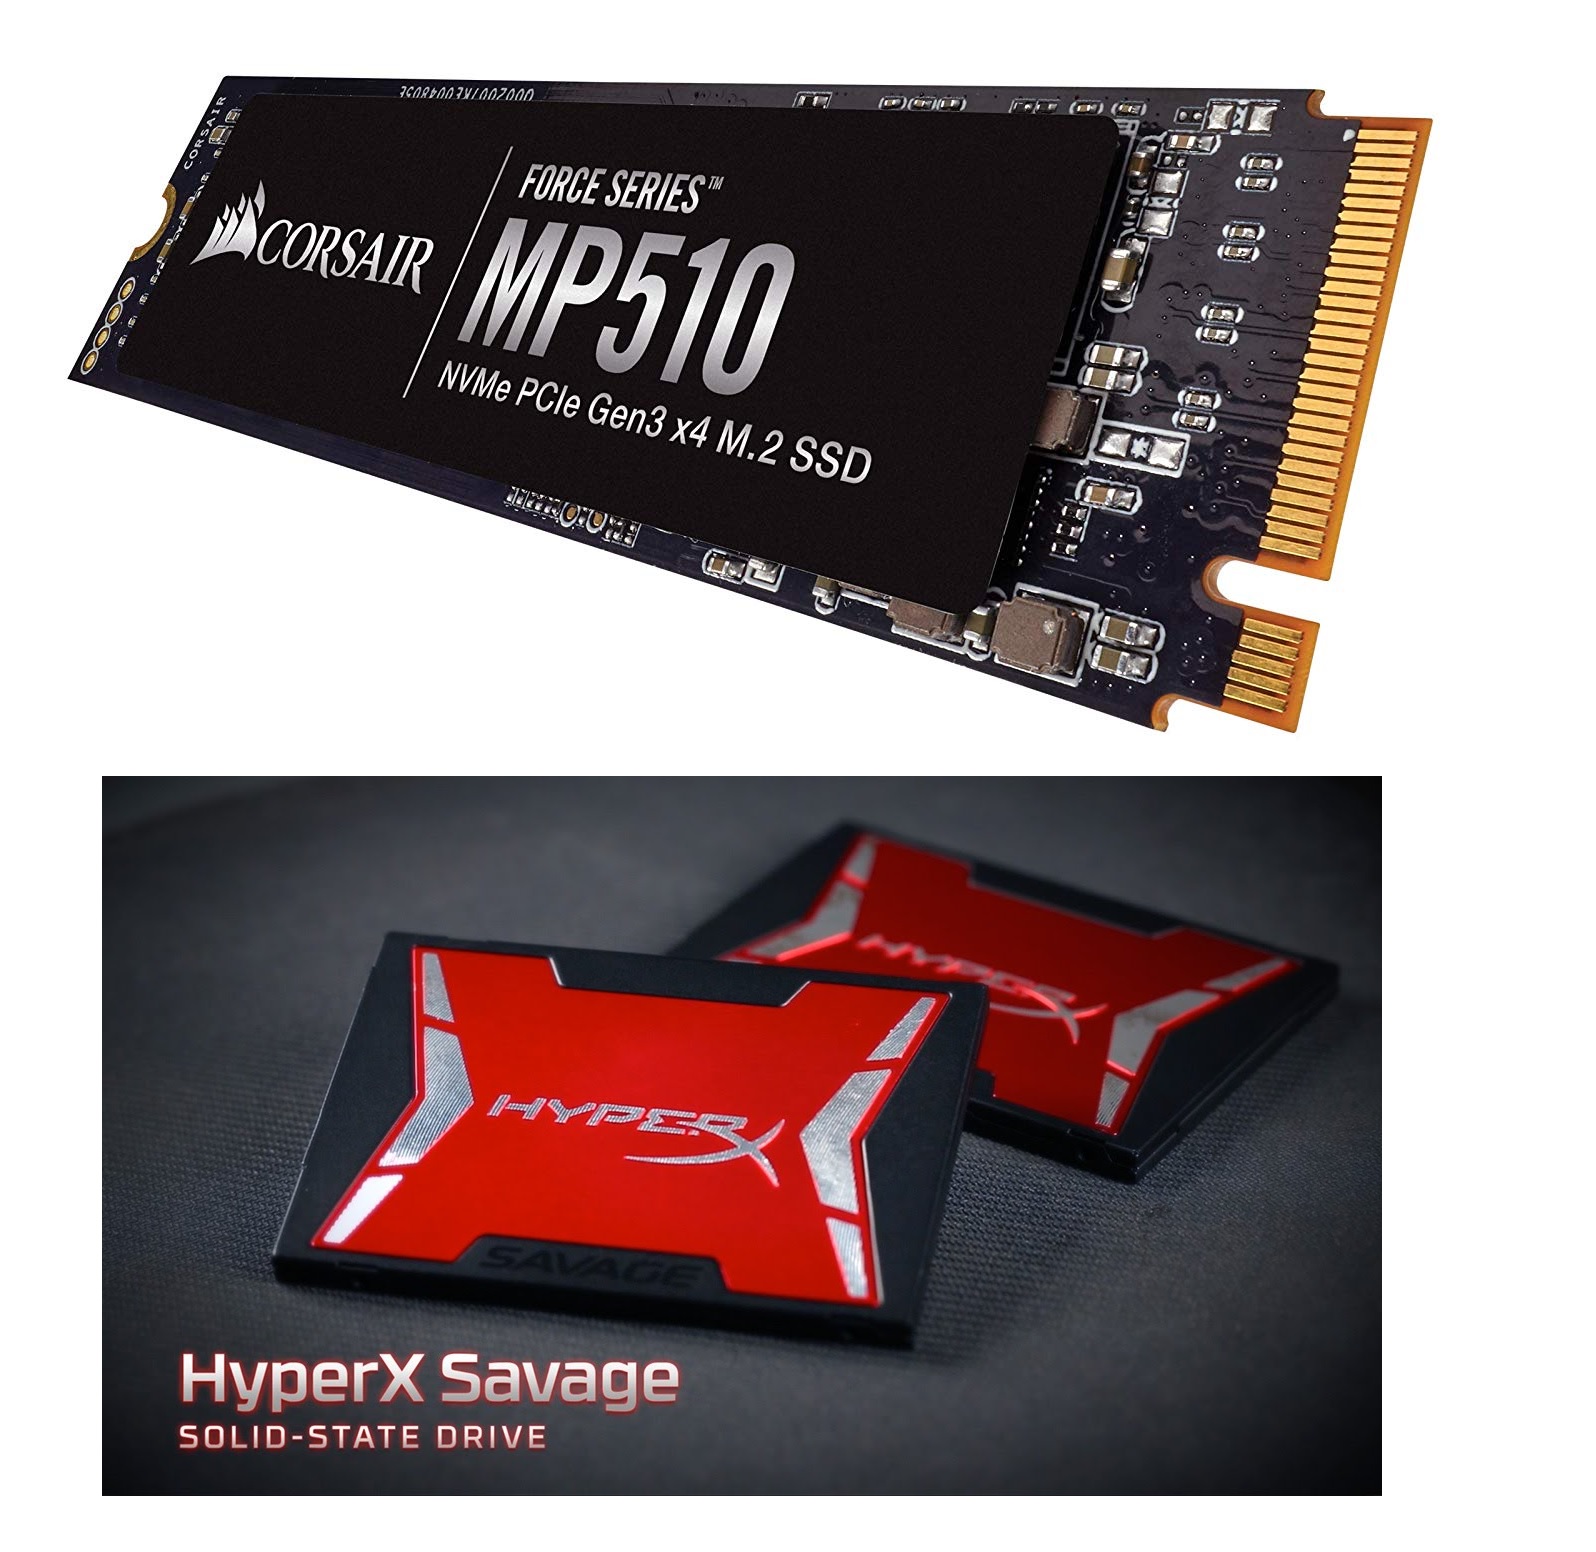 CORSAIR
0002007KE004805E
CORSAIR
FORCE SERIES™
MP510
NVMe PCIe Gen3 x4 M.2 SSD
HYPERX
HYPERX
SAVAGE
HyperX Savage
SOLID-STATE DRIVE